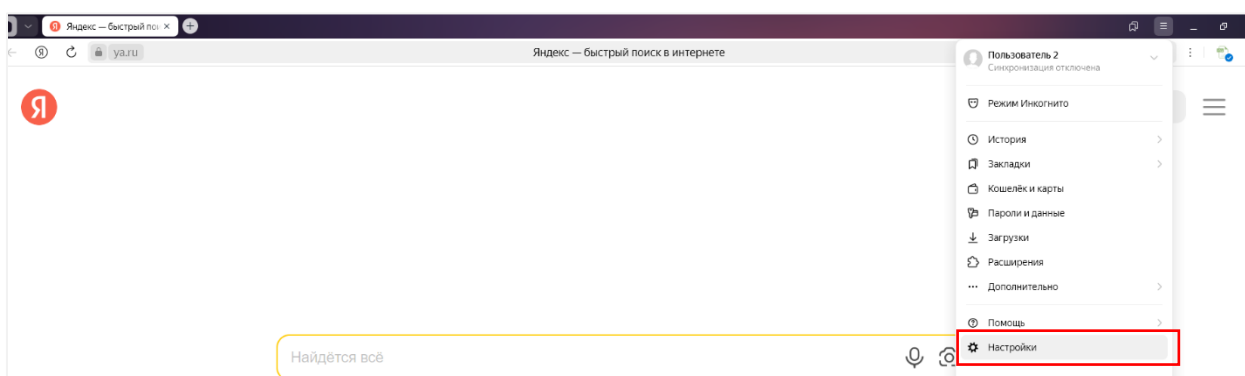 Яндекс — быстрый пои
ya.ru
Яндекс — быстрый поиск в интернете
Я
Пользователь 2
Синхронизация отключена
Режим Инкогнито
История
Закладки
Кошелёк и карты
Пароли и данные
Загрузки
Расширения
Дополнительно
Помощь
Настройки
Найдётся всё